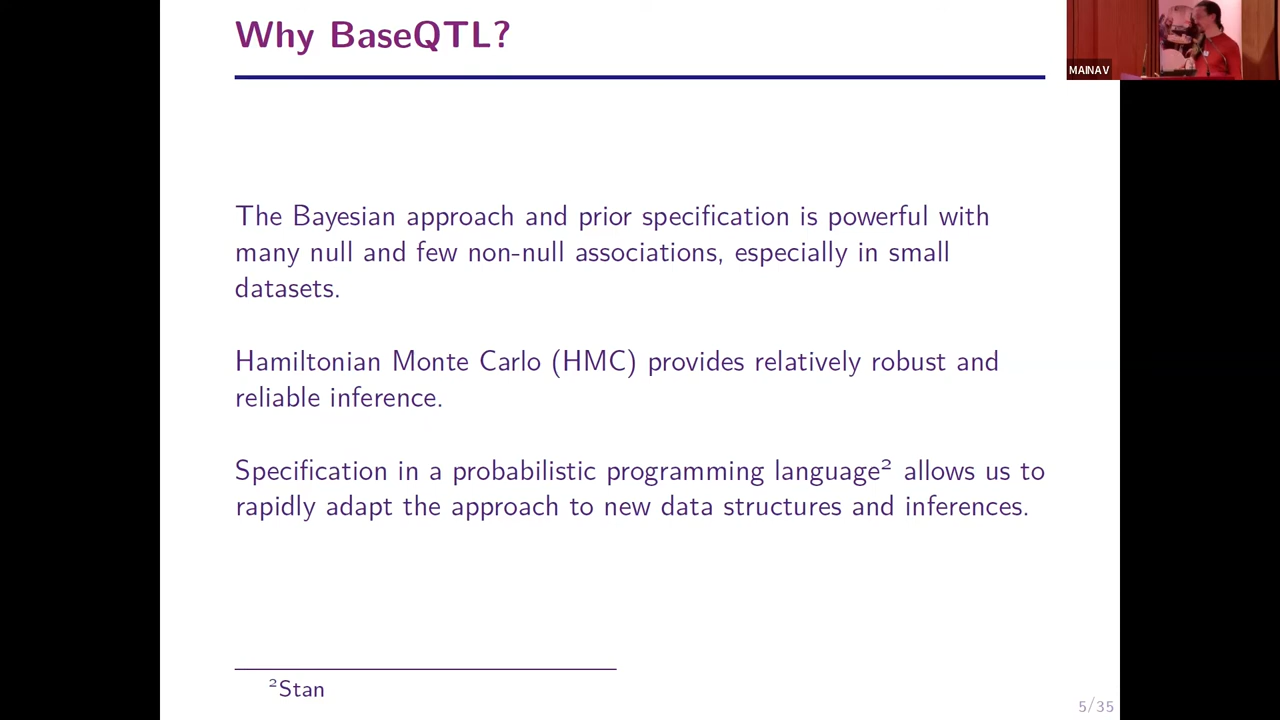 Why BaseQTL?
MAINAV
The Bayesian approach and prior specification is powerful with
many null and few non-null associations, especially in small
datasets.
Hamiltonian Monte Carlo (HMC) provides relatively robust and
reliable inference.
Specification in a probabilistic programming language² allows us to
rapidly adapt the approach to new data structures and inferences.
²Stan
5/35